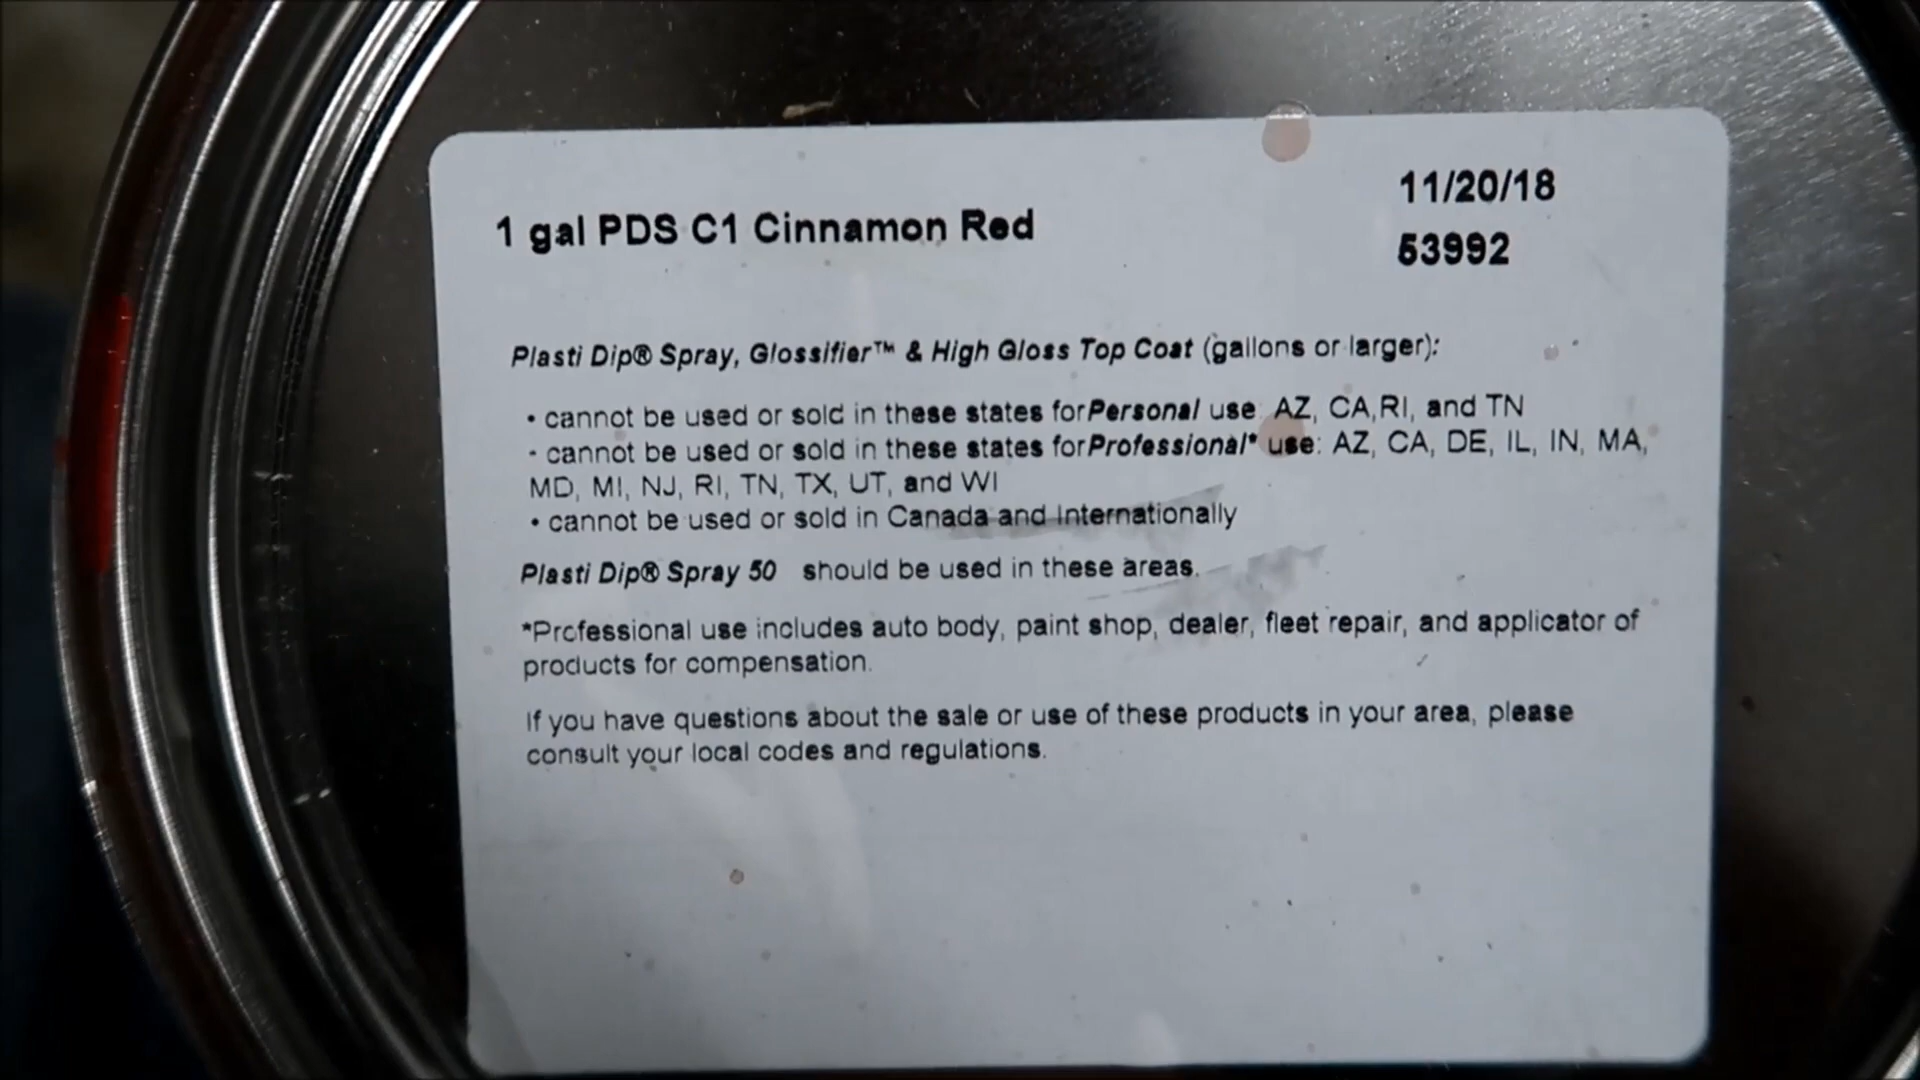 11/20/18
1 gal PDS C1 Cinnamon Red
53992
Plasti Dip® Spray, Glossifier™ & High Gloss Top Coat (gallons or larger):
• cannot be used or sold in these states for Personal use: AZ, CA,RI, and TN
• cannot be used or sold in these states for Professional* use: AZ, CA, DE, IL, IN, MA,
MD, MI, NJ, RI, TN, TX, UT, and WI
• cannot be used or sold in Canada and Internationally
Plasti Dip® Spray 50 should be used in these areas.
*Professional use includes auto body, paint shop, dealer, fleet repair, and applicator of
products for compensation.
If you have questions about the sale or use of these products in your area, please
consult your local codes and regulations.